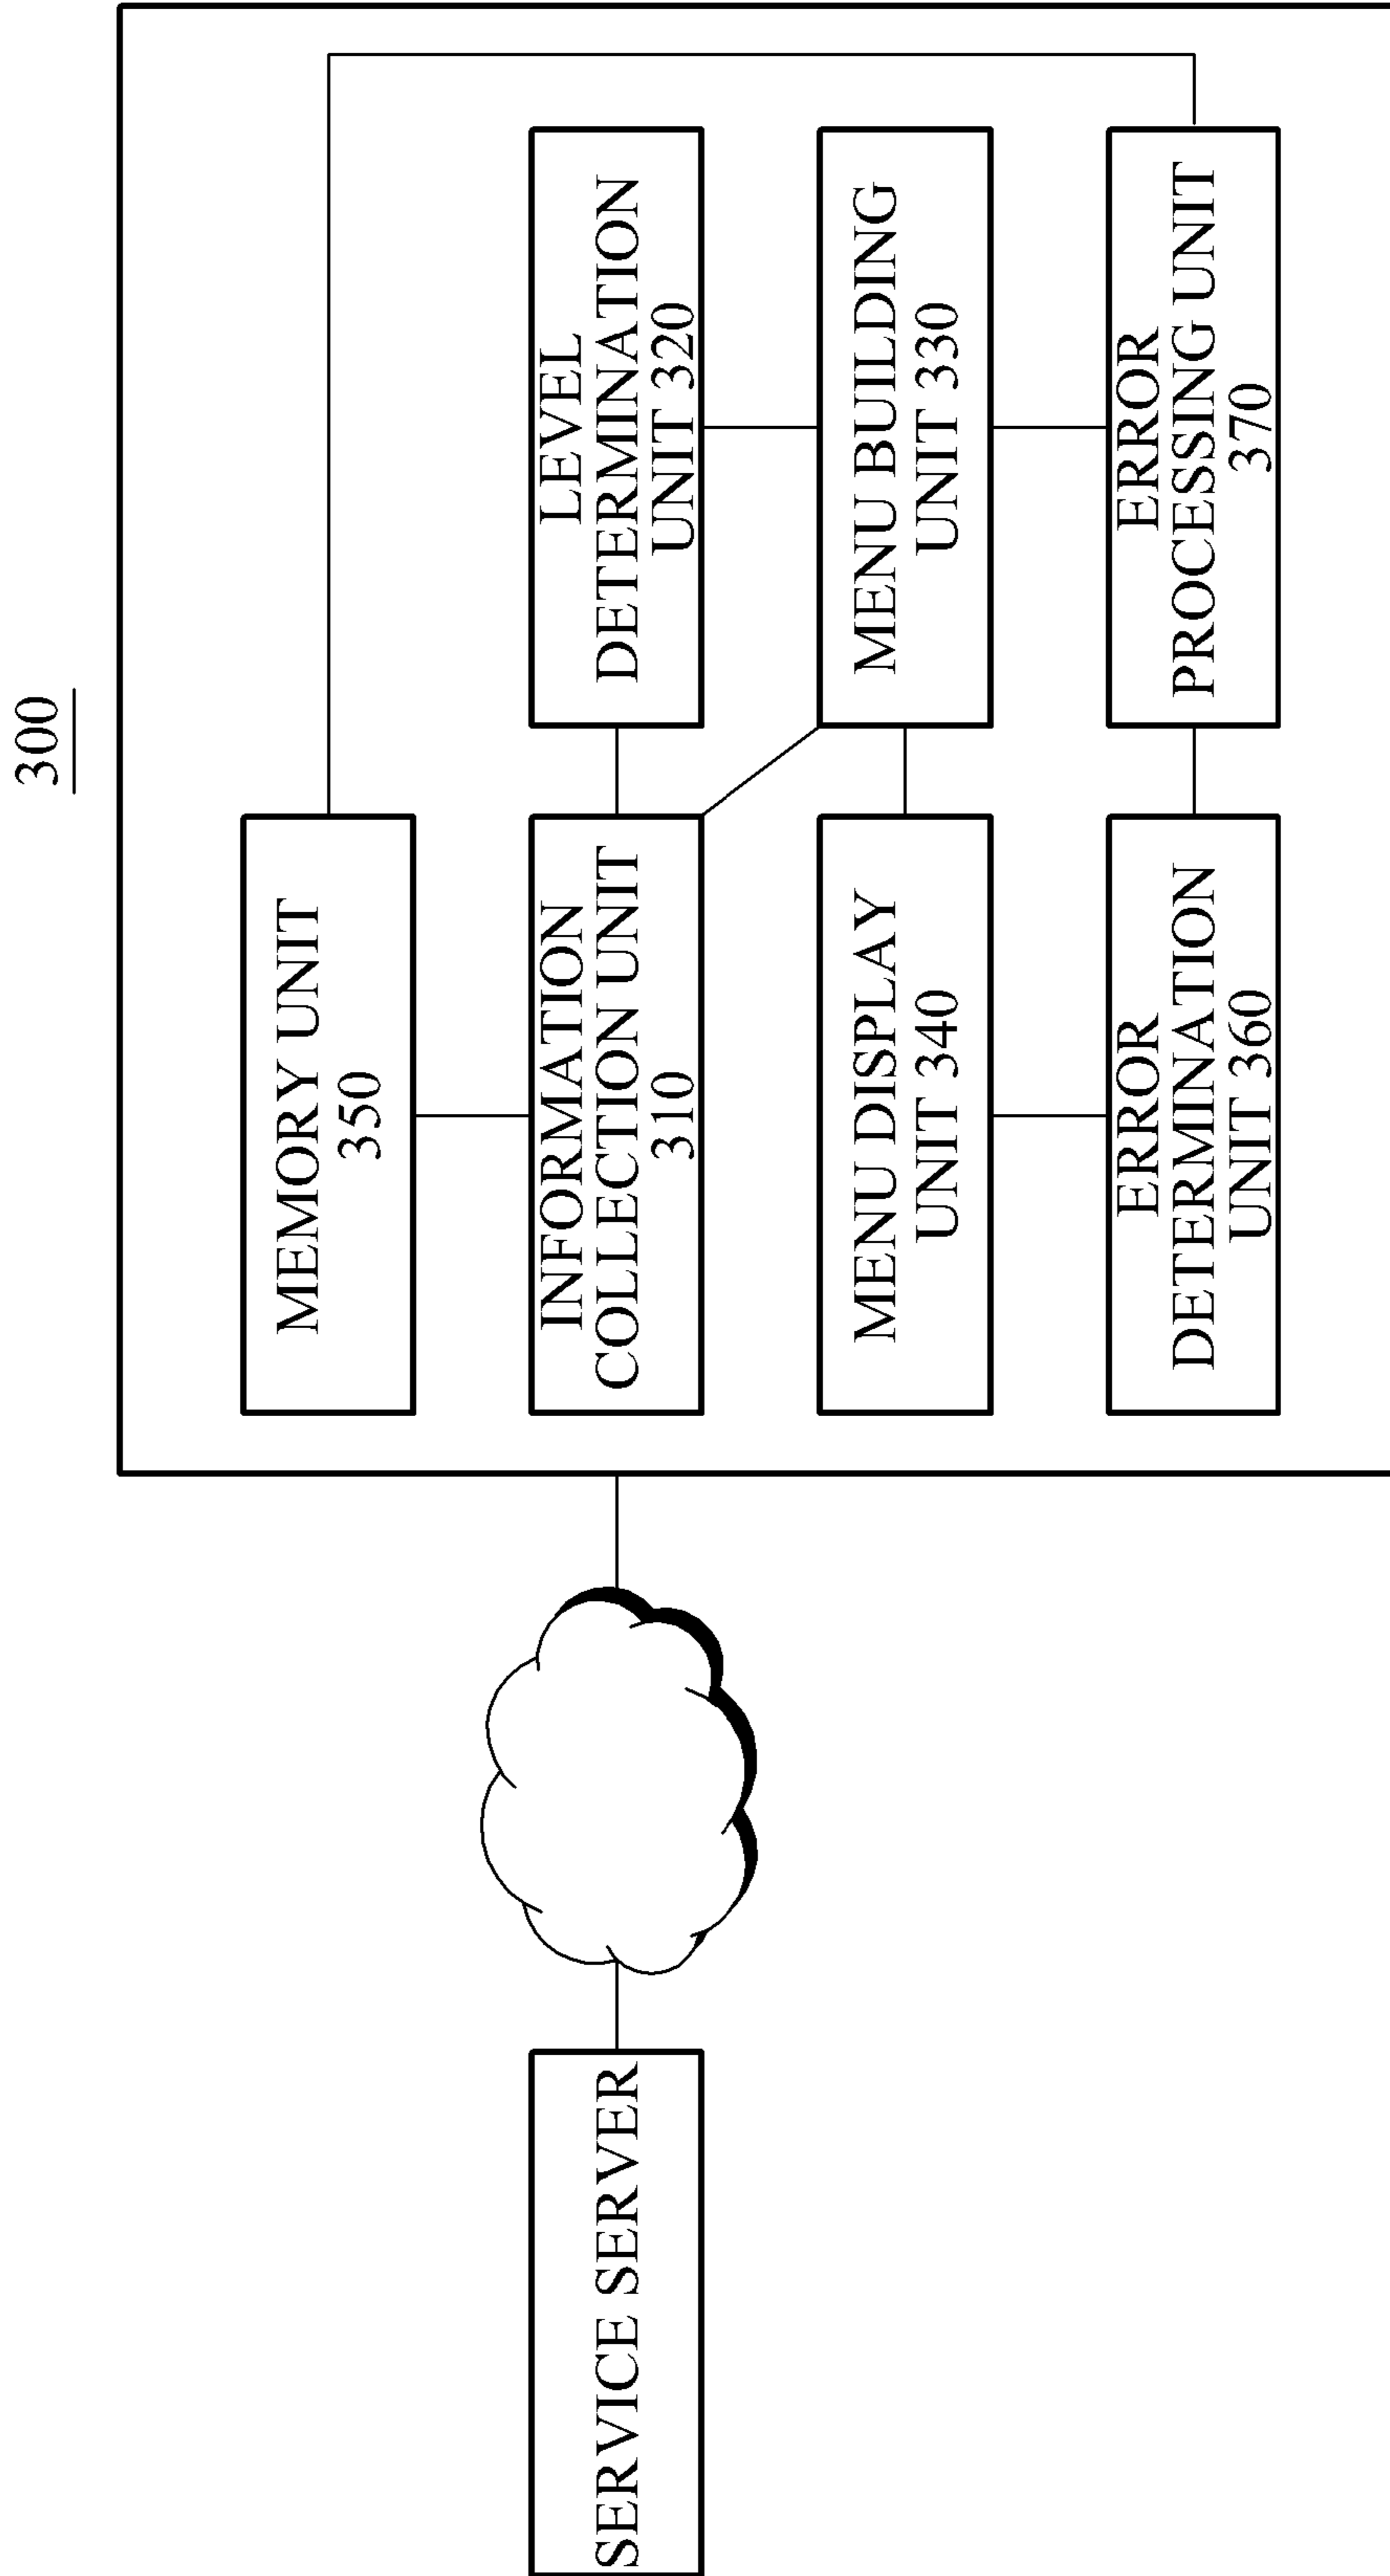 300
MEMORY UNIT
350
INFORMATION
COLLECTION UNIT
310
LEVEL
DETERMINATION
UNIT 320
SERVICE SERVER
MENU DISPLAY
UNIT 340
MENU BUILDING
UNIT 330
ERROR
DETERMINATION
UNIT 360
ERROR
PROCESSING UNIT
370